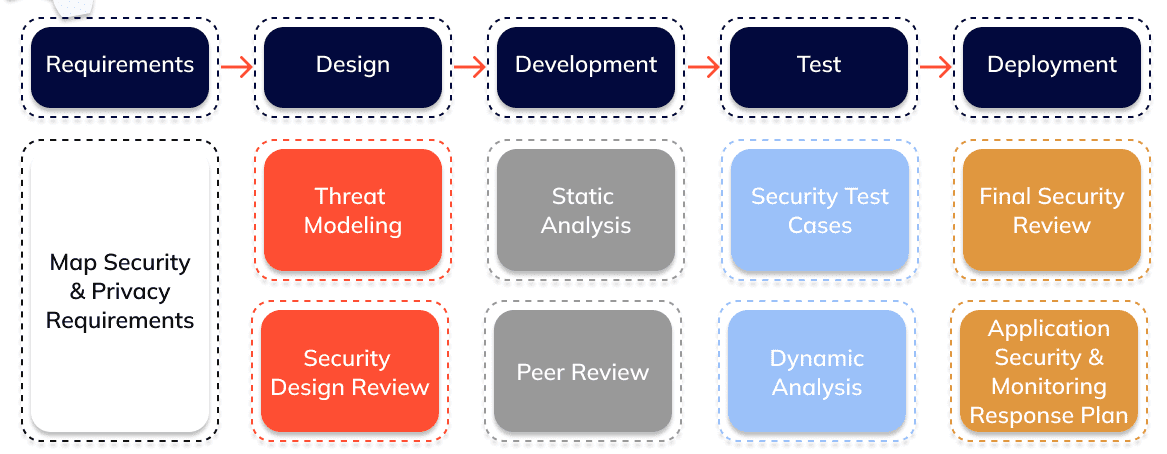 Requirements
Design
Development
Test
Deployment
Map Security
& Privacy
Requirements
Threat
Modeling
Static
Analysis
Security Test
Cases
Final Security
Review
Security
Design Review
Peer Review
Dynamic
Analysis
Application
Security &
Monitoring
Response Plan